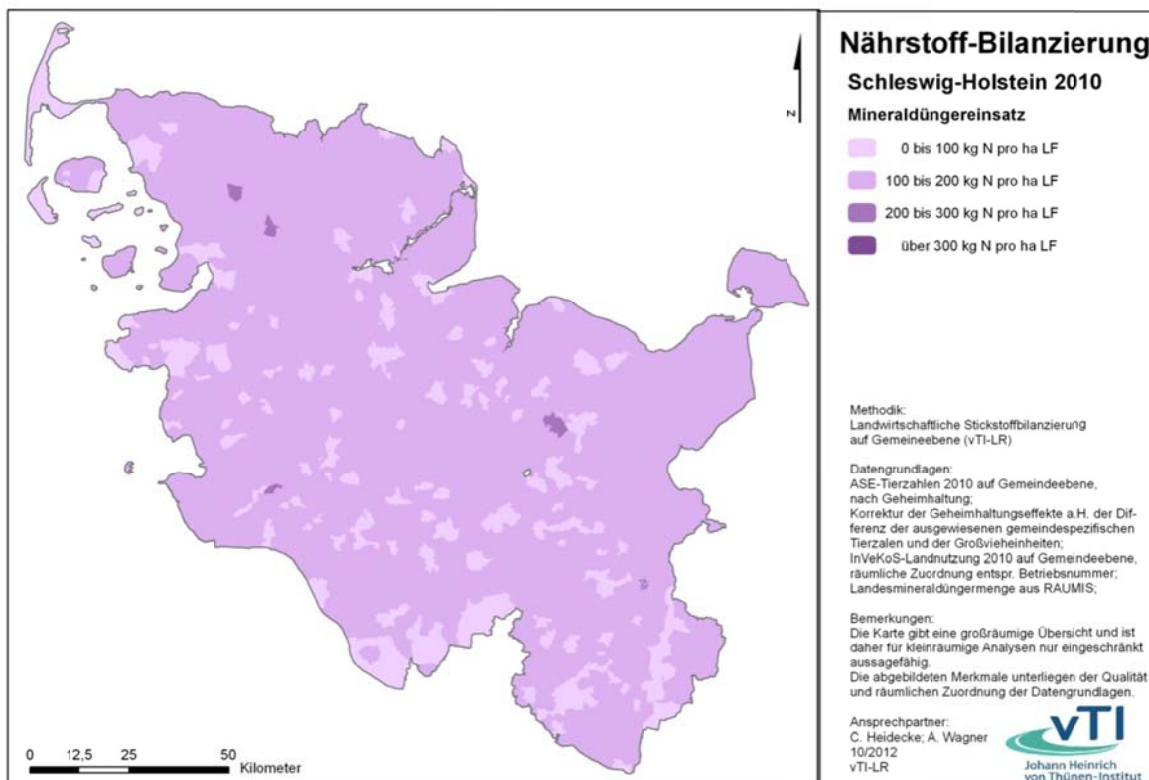 Nährstoff-Bilanzierung
Schleswig-Holstein 2010
Mineraldüngereinsatz
0 bis 100 kg N pro ha LF
100 bis 200 kg N pro ha LF
200 bis 300 kg N pro ha LF
über 300 kg N pro ha LF
Methodik:
Landwirtschaftliche Stickstoffbilanzierung
auf Gemeineebene (vTI-LR)
Datengrundlagen:
ASE-Tierzahlen 2010 auf Gemeindeebene,
nach Geheimhaltung;
Korrektur der Geheimhaltungseffekte a.H. der Dif-
ferenz der ausgewiesenen gemeindespezifischen
Tierzalen und der Großvieheinheiten;
InVeKoS-Landnutzung 2010 auf Gemeindeebene,
räumliche Zuordnung entspr. Betriebsnummer;
Landesmineraldüngermenge aus RAUMIS;
Bemerkungen:
Die Karte gibt eine großräumige Übersicht und ist
daher für kleinräumige Analysen nur eingeschränkt
aussagefähig.
Die abgebildeten Merkmale unterliegen der Qualität
und räumlichen Zuordnung der Datengrundlagen.
Ansprechpartner:
C. Heidecke; A. Wagner
10/2012
vTI-LR
vTI
Johann Heinrich
von Thünen-Institut
N
0 12,5 25 50
Kilometer